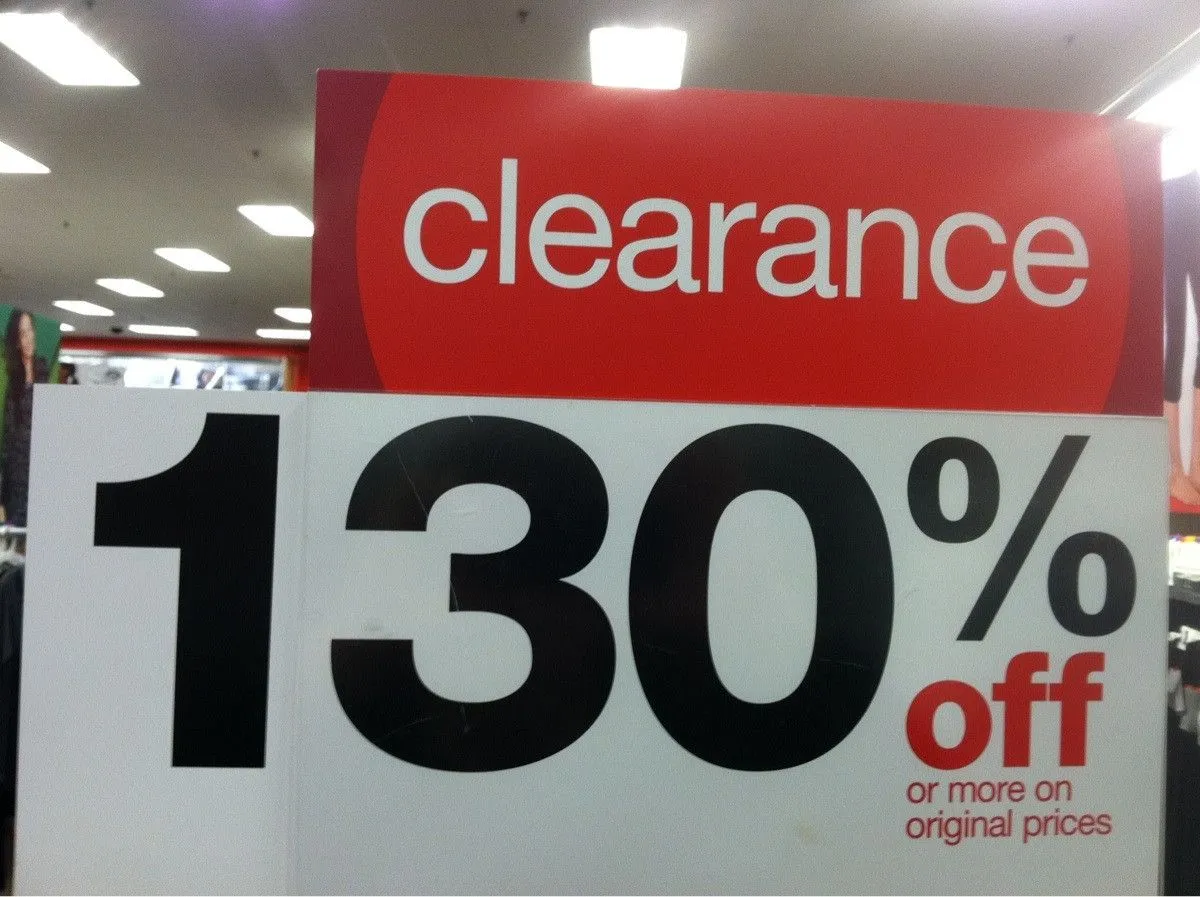 clearance
130%
off
or more on
original prices